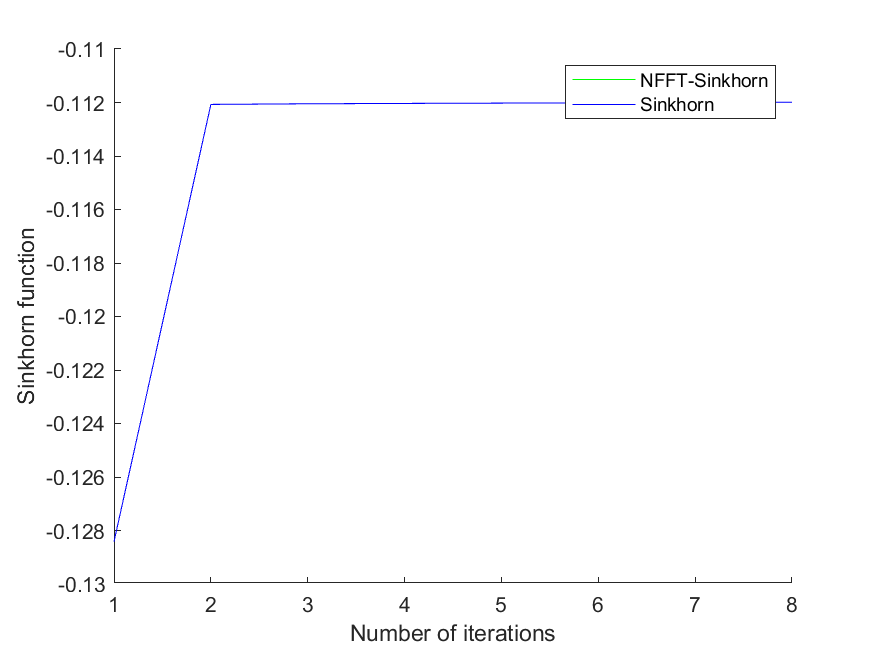 -0.11
-0.112
-0.114
-0.116
-0.118
-0.12
-0.122
-0.124
-0.126
-0.128
-0.13
Sinkhorn function
NFFT-Sinkhorn
Sinkhorn
1 2 3 4 5 6 7 8
Number of iterations